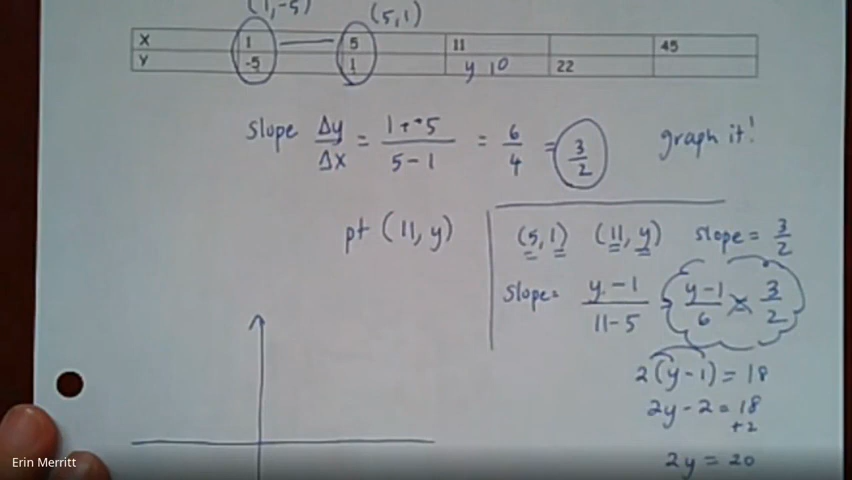 (1,-5) (5,1)
X 1 5 11 45
Y -5 1 y 10 22
slope Δy/Δx = 1+5/5-1 = 6/4 = 3/2 graph it!
pt (11, y)
(5,1) (11, y) slope = 3/2
slope = y-1/11-5 = y-1/6 3/2
2(y-1) = 18
2y-2 = 18
+2
2y = 20
Erin Merritt